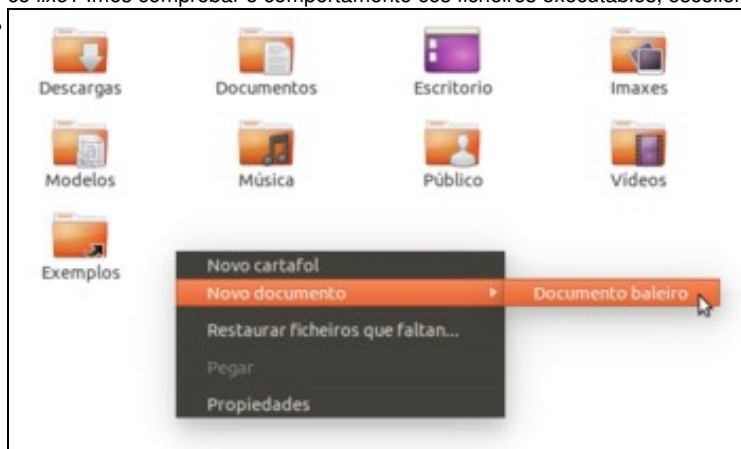 Descargas Documentos Escritorio Imaxes
Modelos Música Público Vídeos
Exemplos
Novo cartafol
Novo documento Documento baleiro
Restaurar ficheiros que faltan...
Pegar
Propiedades